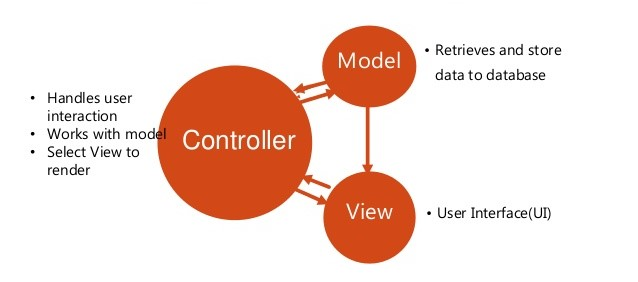 • Handles user
interaction
• Works with model
• Select View to
render
Controller
Model
• Retrieves and store
data to database
View
• User Interface(UI)